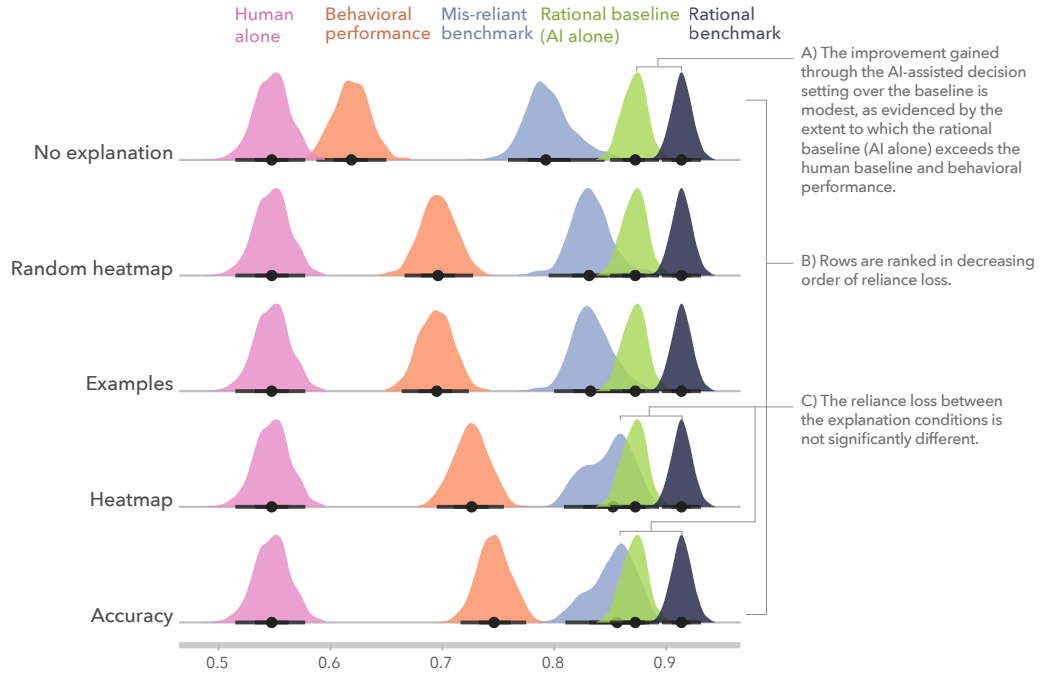 Human alone
Behavioral performance
Mis-reliant benchmark
Rational baseline (AI alone)
Rational benchmark
A) The improvement gained
through the AI-assisted decision
setting over the baseline is
modest, as evidenced by the
extent to which the rational
baseline (AI alone) exceeds the
human baseline and behavioral
performance.
No explanation
Random heatmap
B) Rows are ranked in decreasing
order of reliance loss.
Examples
C) The reliance loss between
the explanation conditions is
not significantly different.
Heatmap
Accuracy
0.5
0.6
0.7
0.8
0.9